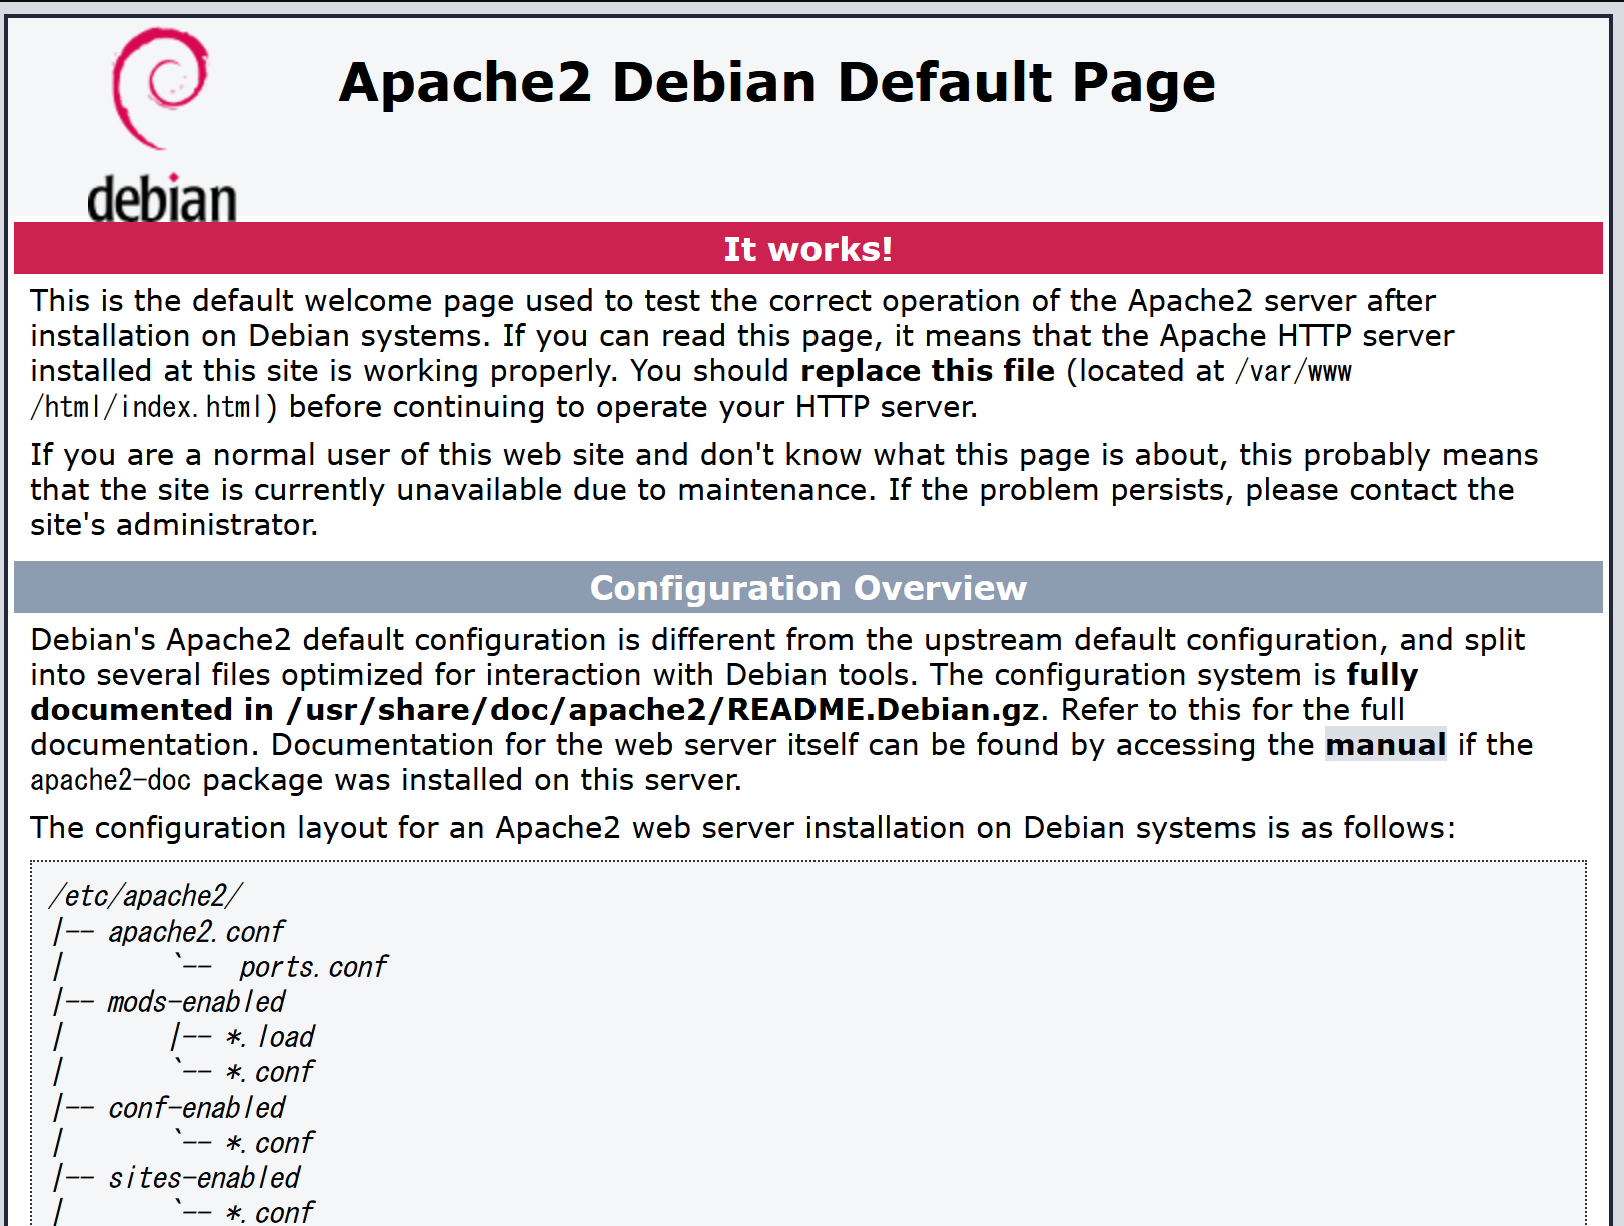 debian
Apache2 Debian Default Page
It works!
This is the default welcome page used to test the correct operation of the Apache2 server after
installation on Debian systems. If you can read this page, it means that the Apache HTTP server
installed at this site is working properly. You should replace this file (located at /var/www
/html/index.html) before continuing to operate your HTTP server.
If you are a normal user of this web site and don't know what this page is about, this probably means
that the site is currently unavailable due to maintenance. If the problem persists, please contact the
site's administrator.
Configuration Overview
Debian's Apache2 default configuration is different from the upstream default configuration, and split
into several files optimized for interaction with Debian tools. The configuration system is fully
documented in /usr/share/doc/apache2/README.Debian.gz. Refer to this for the full
documentation. Documentation for the web server itself can be found by accessing the manual if the
apache2-doc package was installed on this server.
The configuration layout for an Apache2 web server installation on Debian systems is as follows:
/etc/apache2/
|-- apache2.conf
|       `--  ports.conf
|-- mods-enabled
|       |-- *.load
|       `-- *.conf
|-- conf-enabled
|       `-- *.conf
|-- sites-enabled
|       `-- *.conf